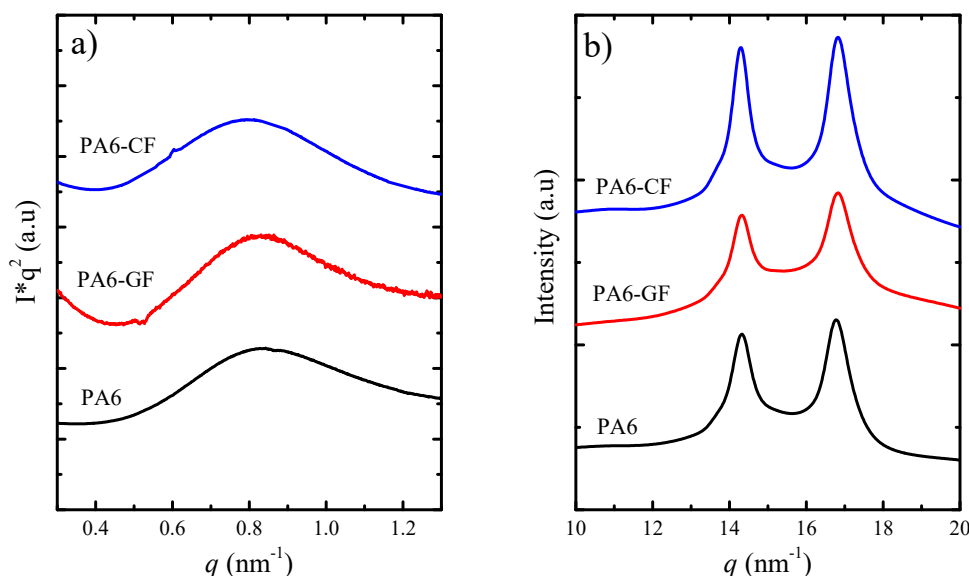 a)
PA6-CF
PA6-GF
PA6
I*q² (a.u)
0.4 0.6 0.8 1.0 1.2
q (nm⁻¹)
b)
PA6-CF
PA6-GF
PA6
Intensity (a.u)
10 12 14 16 18 20
q (nm⁻¹)